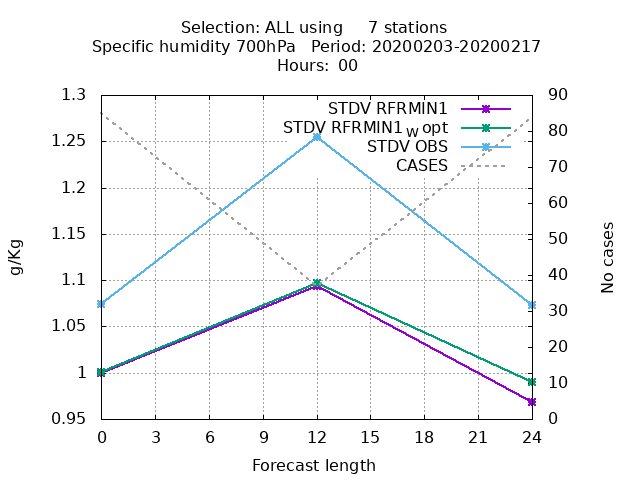 Selection: ALL using 7 stations
Specific humidity 700hPa Period: 20200203-20200217
Hours: 00
STDV RFRMIN1
STDV RFRMIN1wopt
STDV OBS
CASES
g/Kg
1.3
1.25
1.2
1.15
1.1
1.05
1
0.95
No cases
90
80
70
60
50
40
30
20
10
0
0 3 6 9 12 15 18 21 24
Forecast length